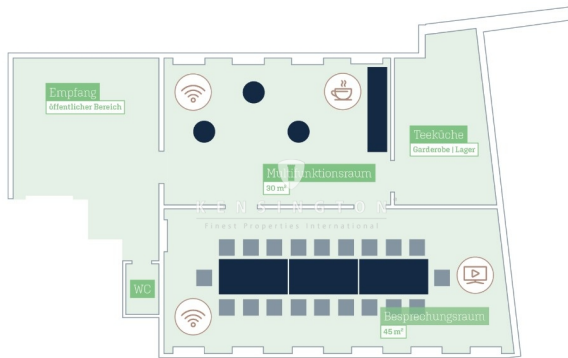 Empfang
öffentlicher Bereich
Teeküche
Garderobe | Lager
Multifunktionsraum
30 m²
KENSINGTON
Finest Properties International
WC
Besprechungsraum
45 m²